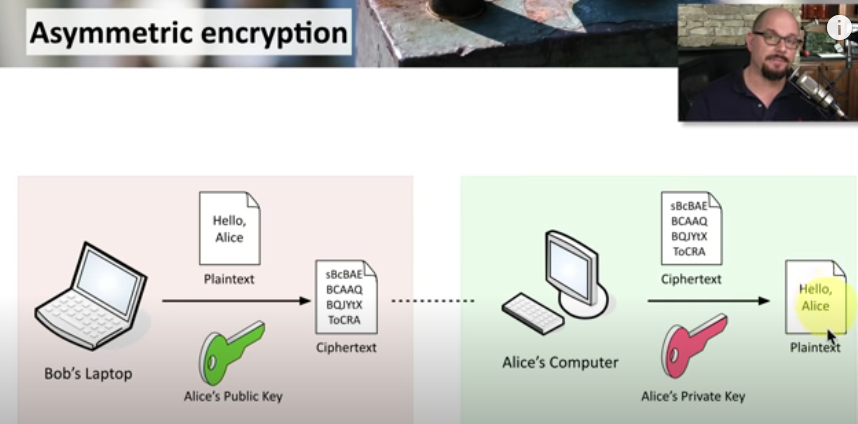 Asymmetric encryption
i
Hello,
Alice
Plaintext
sBcBAE
BCAAQ
BQJYtX
ToCRA
Ciphertext
Bob's Laptop
Alice's Public Key
sBcBAE
BCAAQ
BQJYtX
ToCRA
Ciphertext
Hello,
Alice
Plaintext
Alice's Computer
Alice's Private Key